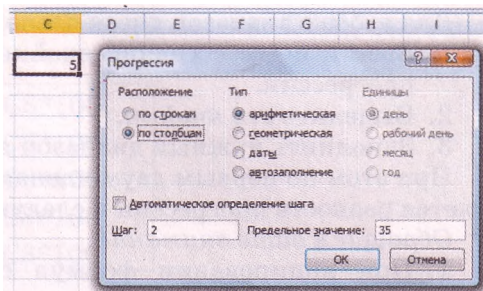 C D E F G H I
5
Прогрессия
Расположение Тип Единицы
по строкам арифметическая день
по столбцам геометрическая рабочий день
даты месяц
автозаполнение год
Автоматическое определение шага
Шаг: 2 Предельное значение: 35
ОК Отмена